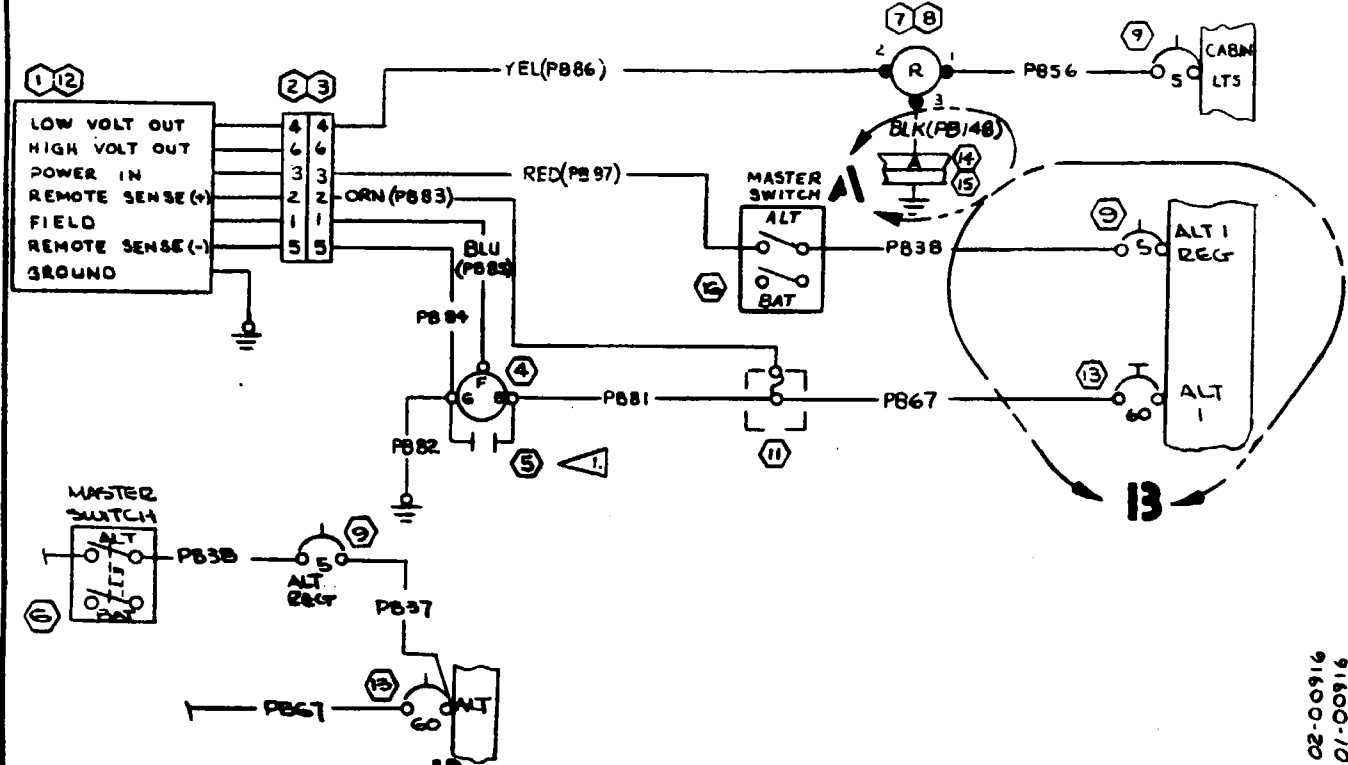 7 8
9
CABIN
LTS
5
2
R
1
3
PB56
YEL(PB86)
1 12
2 3
LOW VOLT OUT
HIGH VOLT OUT
POWER IN
REMOTE SENSE(+)
FIELD
REMOTE SENSE(-)
GROUND
4 4
6 6
3 3
2 2
1 1
5 5
BLK(PB14B)
14
15
A
RED(PB97)
ORN(PB83)
MASTER
SWITCH
ALT
BAT
16
PB38
9
5
ALT 1
REG
BLU
(PB85)
PB84
F
G
B
4
PB81
11
PB67
13
60
ALT
1
PB82
5
1.
13
MASTER
SWITCH
ALT
BAT
6
PB38
9
5
ALT
REG
PB37
PB67
13
60
ALT
02-00916
01-00916